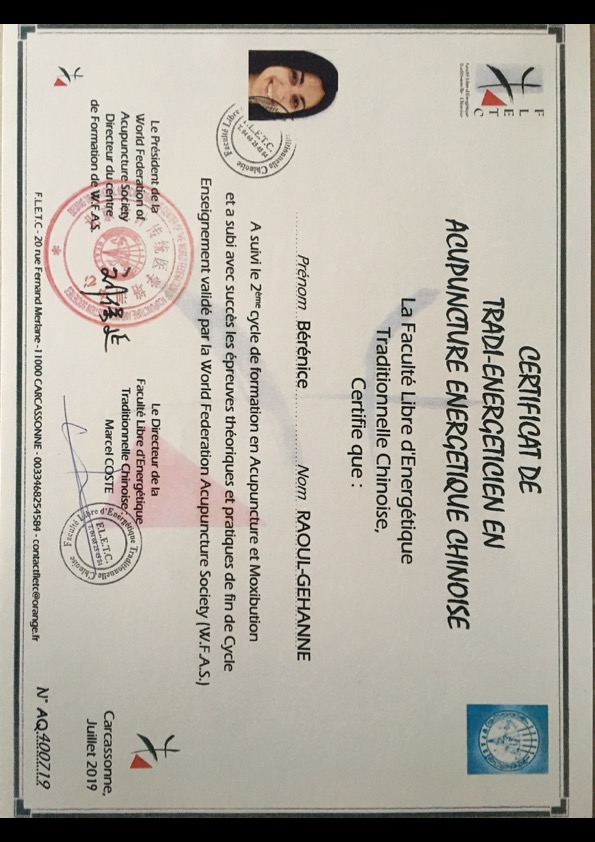 F
L E
E T
C
CERTIFICAT DE
TRADI-ENERGETICIEN EN
ACUPUNCTURE ENERGETIQUE CHINOISE
La Faculté Libre d'Energétique
Traditionnelle Chinoise,
Certifie que :
Prénom Bérénice Nom RAOUL-GEHANNE
A suivi le 2ème cycle de formation en Acupuncture et Moxibution
et a subi avec succès les épreuves théoriques et pratiques de fin de Cycle
Enseignement validé par la World Federation Acupuncture Society (W.F.A.S.)
Le Président de la
World Federation of
Acupuncture Society
Directeur du centre
de Formation de W.F.A.S.
Le Directeur de la
Faculté Libre d'Energétique
Traditionnelle Chinoise,
Marcel COSTE
F.L.E.T.C.
Carcassonne,
Juillet 2019
N° AQ.400719
F.L.E.T.C - 20 rue Fernand Merlane - 11000 CARCASSONNE - 0033468254584 - contactfletc@orange.fr